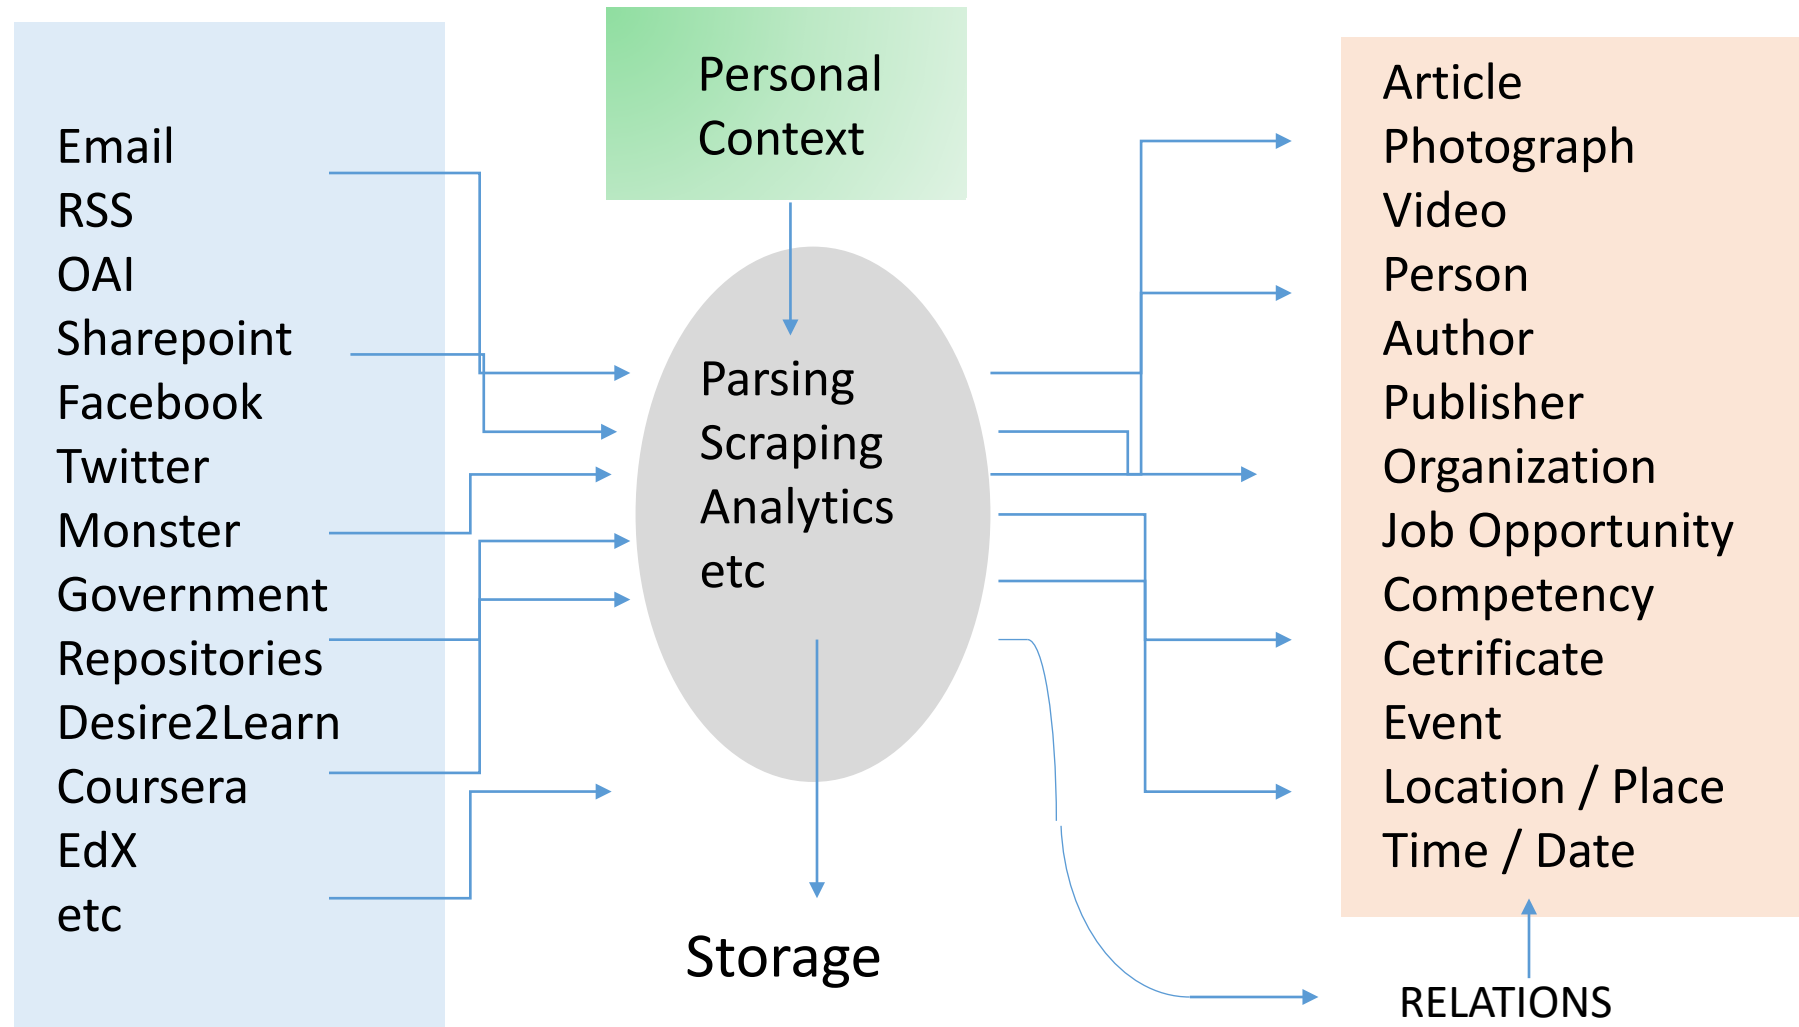 Email
RSS
OAI
Sharepoint
Facebook
Twitter
Monster
Government
Repositories
Desire2Learn
Coursera
EdX
etc
Personal
Context
Parsing
Scraping
Analytics
etc
Storage
Article
Photograph
Video
Person
Author
Publisher
Organization
Job Opportunity
Competency
Cetrificate
Event
Location / Place
Time / Date
RELATIONS